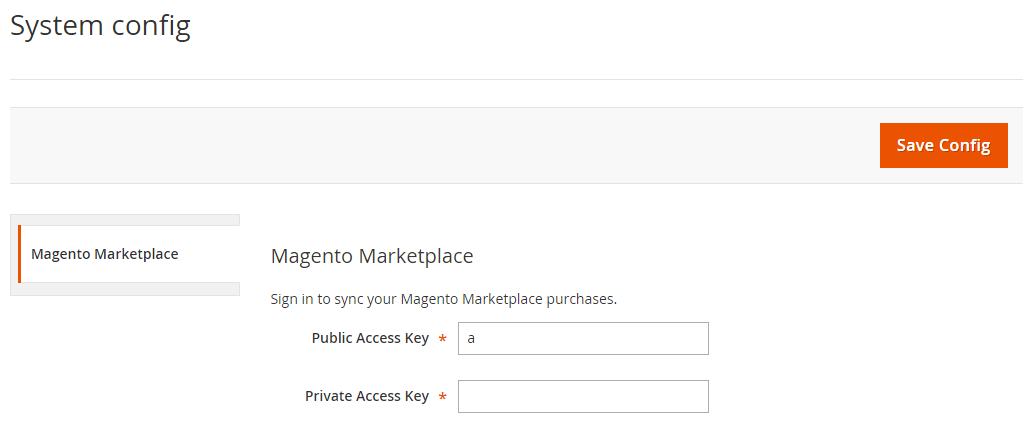 System config
Save Config
Magento Marketplace
Magento Marketplace
Sign in to sync your Magento Marketplace purchases.
Public Access Key * a
Private Access Key *